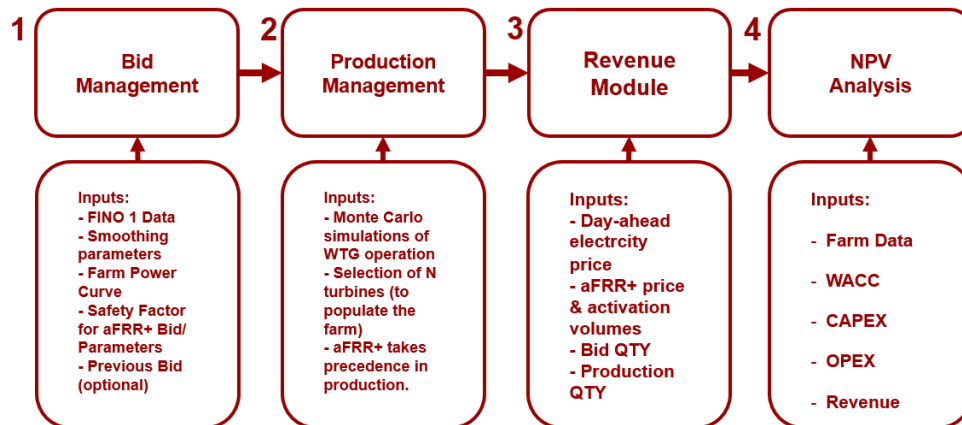 1
Bid
Management
2
Production
Management
3
Revenue
Module
4
NPV
Analysis
Inputs:
- FINO 1 Data
- Smoothing
parameters
- Farm Power
Curve
- Safety Factor
for aFRR+ Bid/
Parameters
- Previous Bid
(optional)
Inputs:
- Monte Carlo
simulations of
WTG operation
- Selection of N
turbines (to
populate the
farm)
- aFRR+ takes
precedence in
production.
Inputs:
- Day-ahead
electrcity
price
- aFRR+ price
& activation
volumes
- Bid QTY
- Production
QTY
Inputs:
- Farm Data
- WACC
- CAPEX
- OPEX
- Revenue